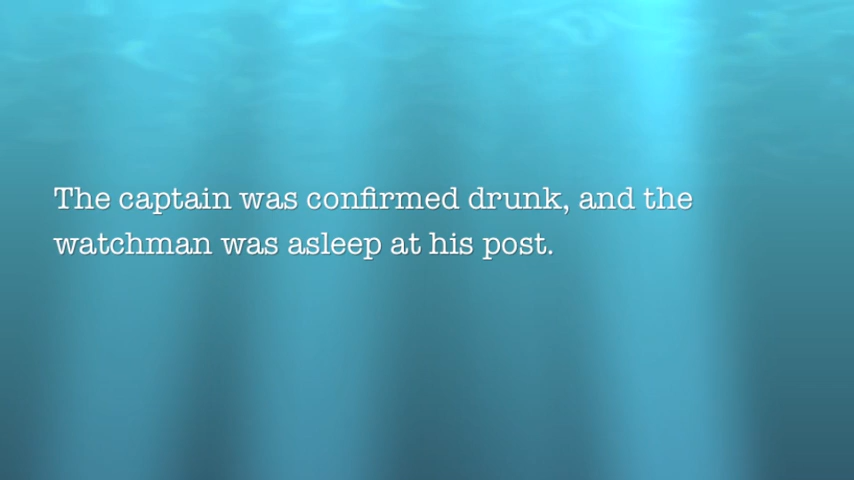 The captain was confirmed drunk, and the
watchman was asleep at his post.